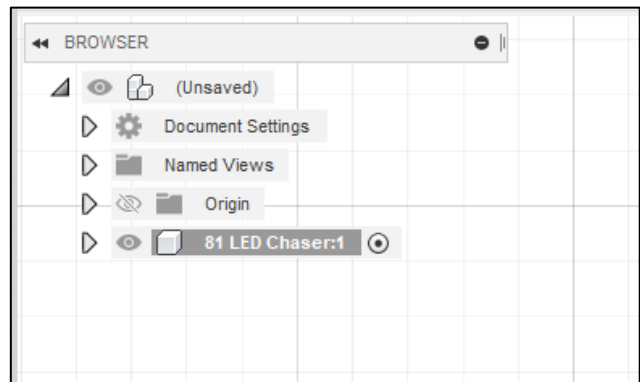 BROWSER
(Unsaved)
Document Settings
Named Views
Origin
81 LED Chaser:1